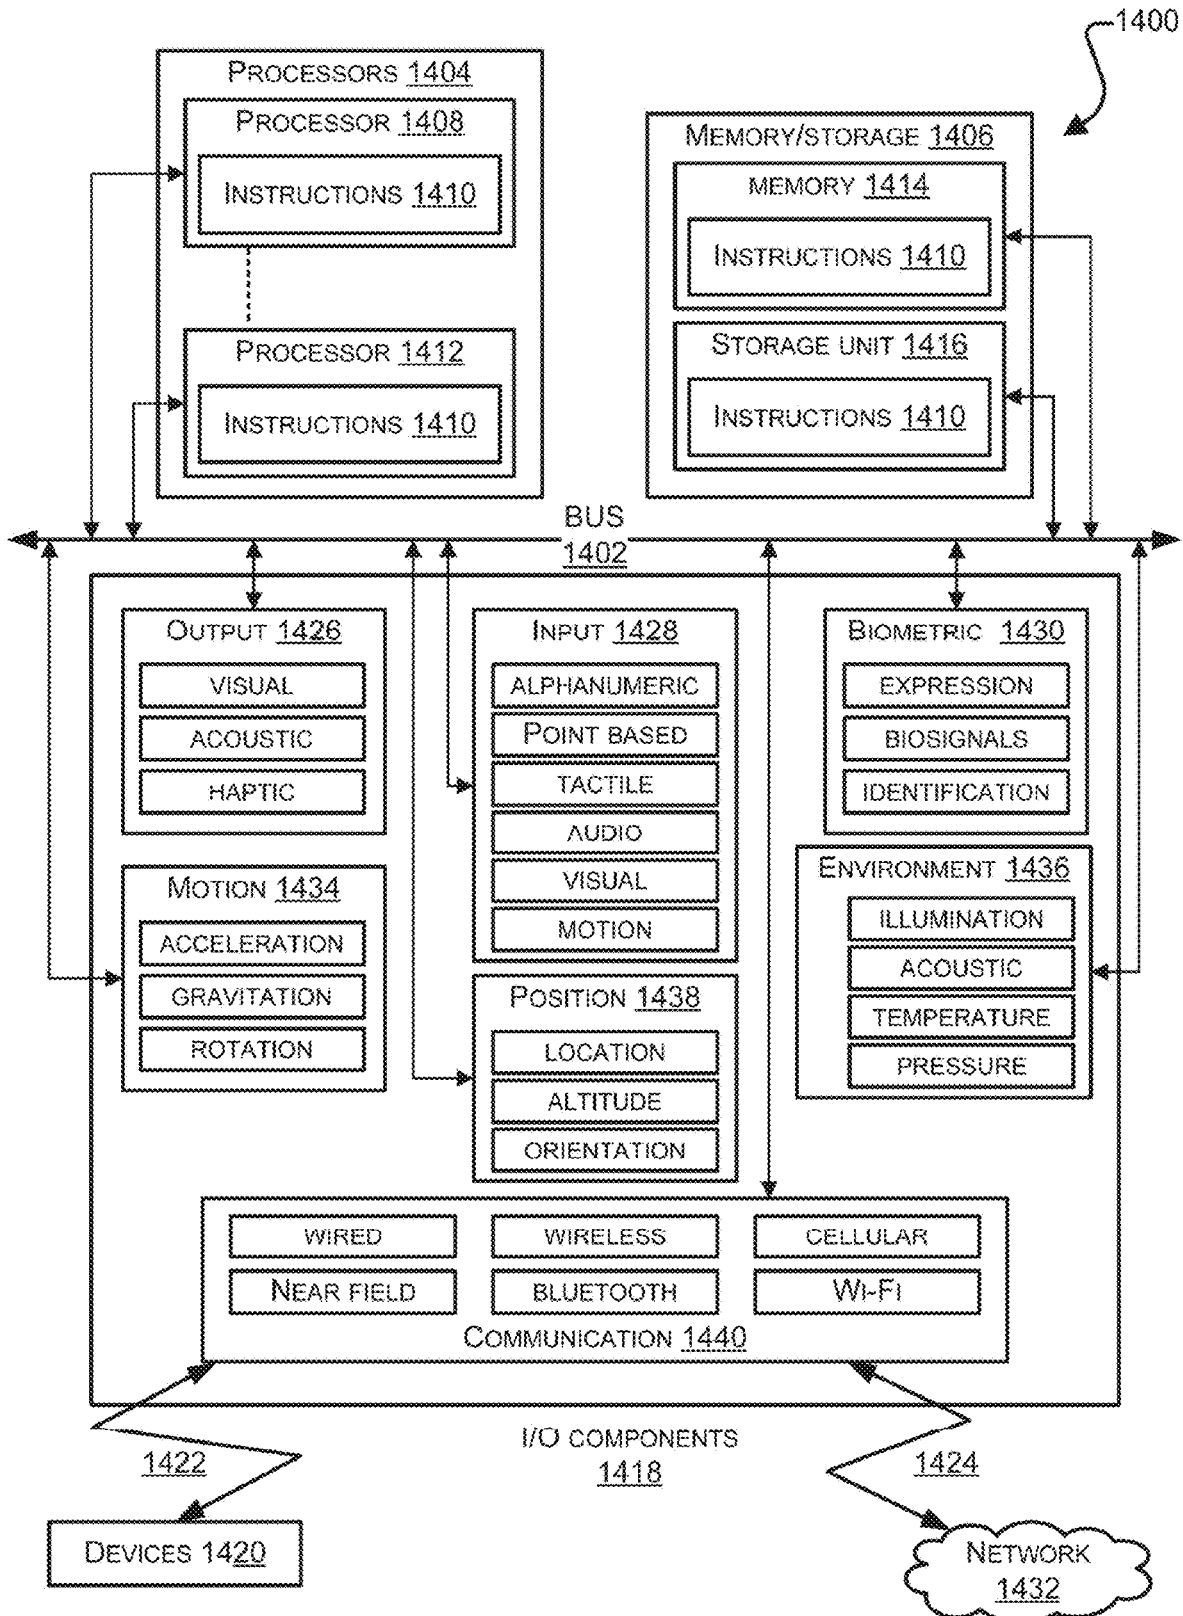 1400
PROCESSORS 1404
PROCESSOR 1408
INSTRUCTIONS 1410
PROCESSOR 1412
INSTRUCTIONS 1410
MEMORY/STORAGE 1406
MEMORY 1414
INSTRUCTIONS 1410
STORAGE UNIT 1416
INSTRUCTIONS 1410
BUS
1402
OUTPUT 1426
VISUAL
ACOUSTIC
HAPTIC
INPUT 1428
ALPHANUMERIC
POINT BASED
TACTILE
AUDIO
VISUAL
MOTION
BIOMETRIC 1430
EXPRESSION
BIOSIGNALS
IDENTIFICATION
MOTION 1434
ACCELERATION
GRAVITATION
ROTATION
POSITION 1438
LOCATION
ALTITUDE
ORIENTATION
ENVIRONMENT 1436
ILLUMINATION
ACOUSTIC
TEMPERATURE
PRESSURE
WIRED
WIRELESS
CELLULAR
NEAR FIELD
BLUETOOTH
WI-FI
COMMUNICATION 1440
I/O COMPONENTS
1418
1422
1424
DEVICES 1420
NETWORK
1432